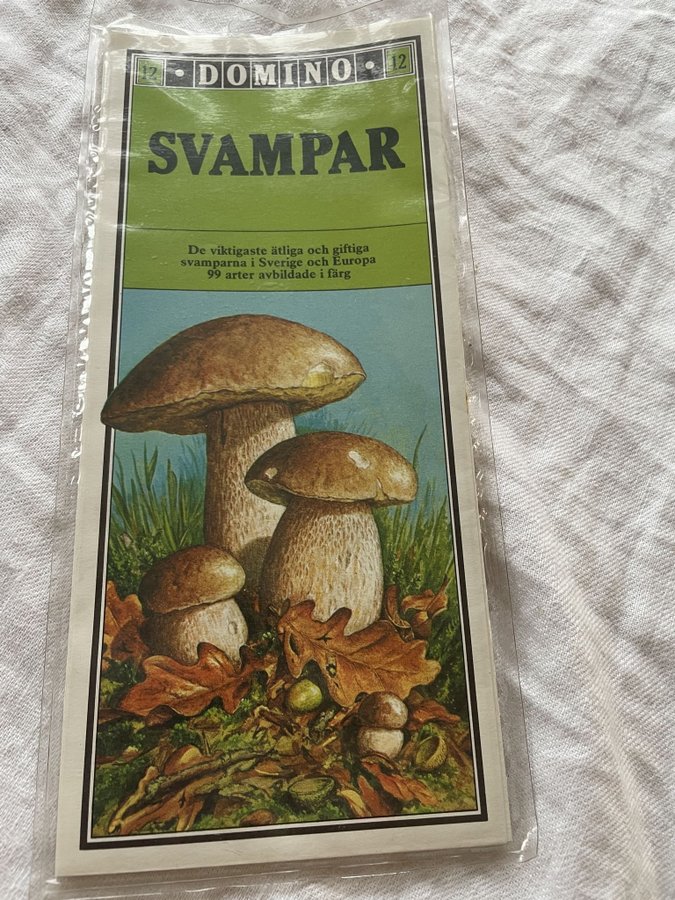 12 · DOMINO · 12
SVAMPAR
De viktigaste ätliga och giftiga
svamparna i Sverige och Europa
99 arter avbildade i färg